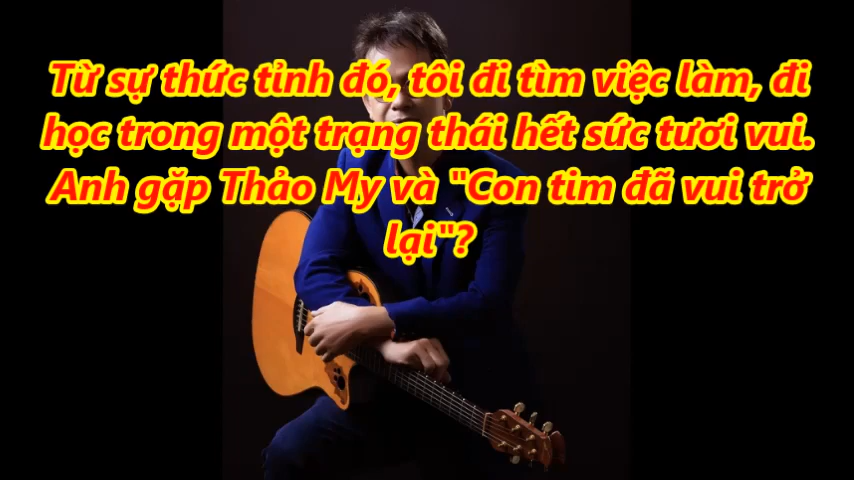 Từ sự thức tỉnh đó, tôi đi tìm việc làm, đi
học trong một trạng thái hết sức tươi vui.
Anh gặp Thảo My và "Con tim đã vui trở
lại"?